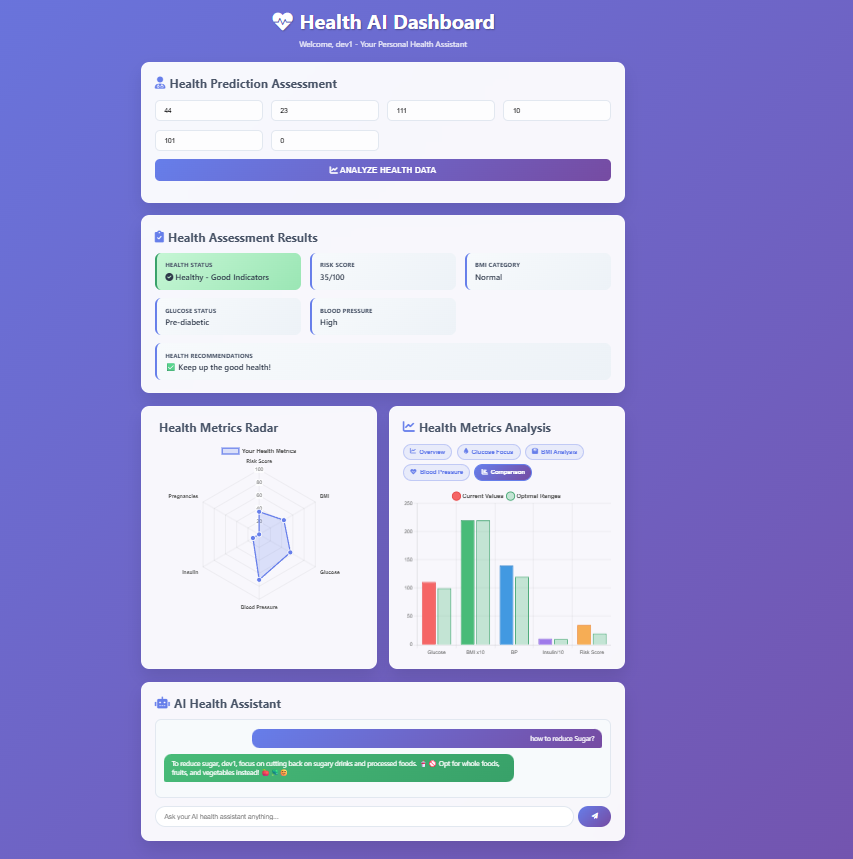 Health AI Dashboard
Welcome, dev1 - Your Personal Health Assistant
Health Prediction Assessment
44 23 111 10
101 0
ANALYZE HEALTH DATA
Health Assessment Results
HEALTH STATUS
Healthy - Good Indicators
RISK SCORE
35/100
BMI CATEGORY
Normal
GLUCOSE STATUS
Pre-diabetic
BLOOD PRESSURE
High
HEALTH RECOMMENDATIONS
✅ Keep up the good health!
Health Metrics Radar
Your Health Metrics
Risk Score
100
80
60
40
20
Pregnancies
BMI
Insulin
Glucose
Blood Pressure
Health Metrics Analysis
Overview Glucose Focus BMI Analysis
Blood Pressure Comparison
Current Values Optimal Ranges
250
200
150
100
50
0
Glucose BMI x10 BP Insulin/10 Risk Score
AI Health Assistant
how to reduce Sugar?
To reduce sugar, dev1, focus on cutting back on sugary drinks and processed foods. Opt for whole foods,
fruits, and vegetables instead!
Ask your AI health assistant anything...